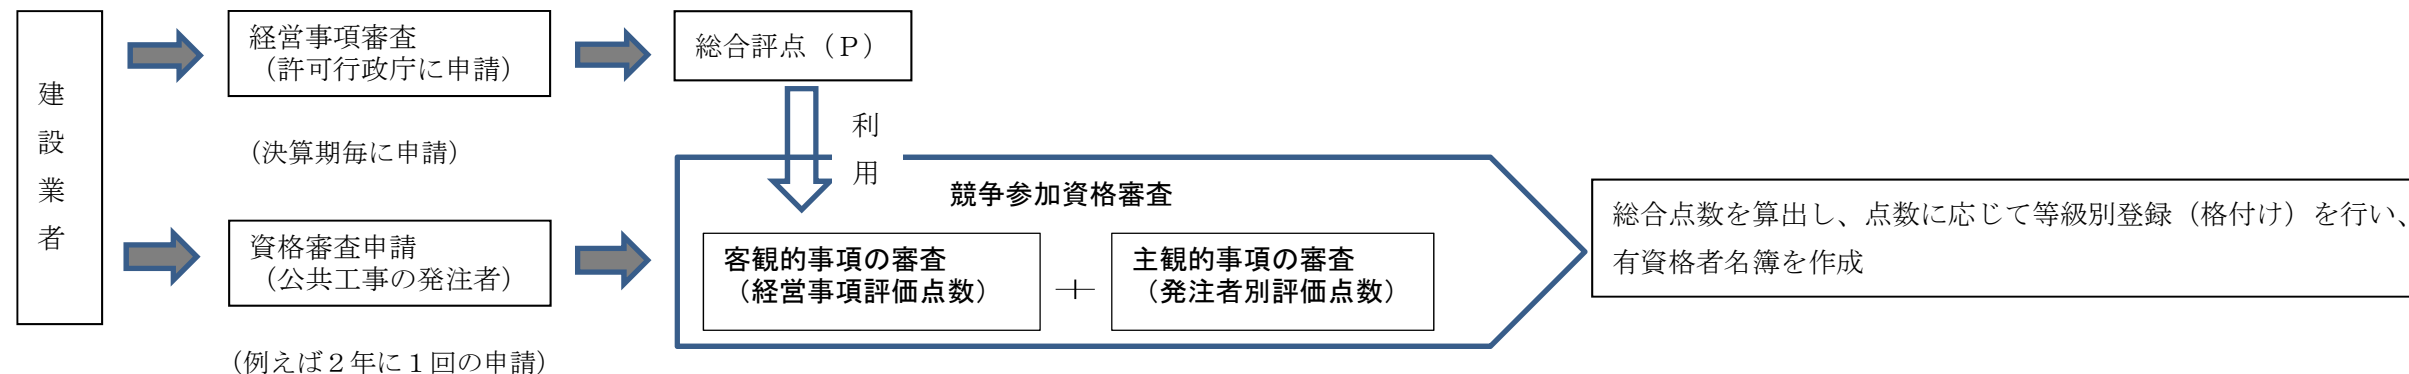 建設業者
経営事項審査
（許可行政庁に申請）
（決算期毎に申請）
総合評点（Ｐ）
利用
資格審査申請
（公共工事の発注者）
（例えば２年に１回の申請）
競争参加資格審査
客観的事項の審査
（経営事項評価点数）
＋
主観的事項の審査
（発注者別評価点数）
総合点数を算出し、点数に応じて等級別登録（格付け）を行い、
有資格者名簿を作成